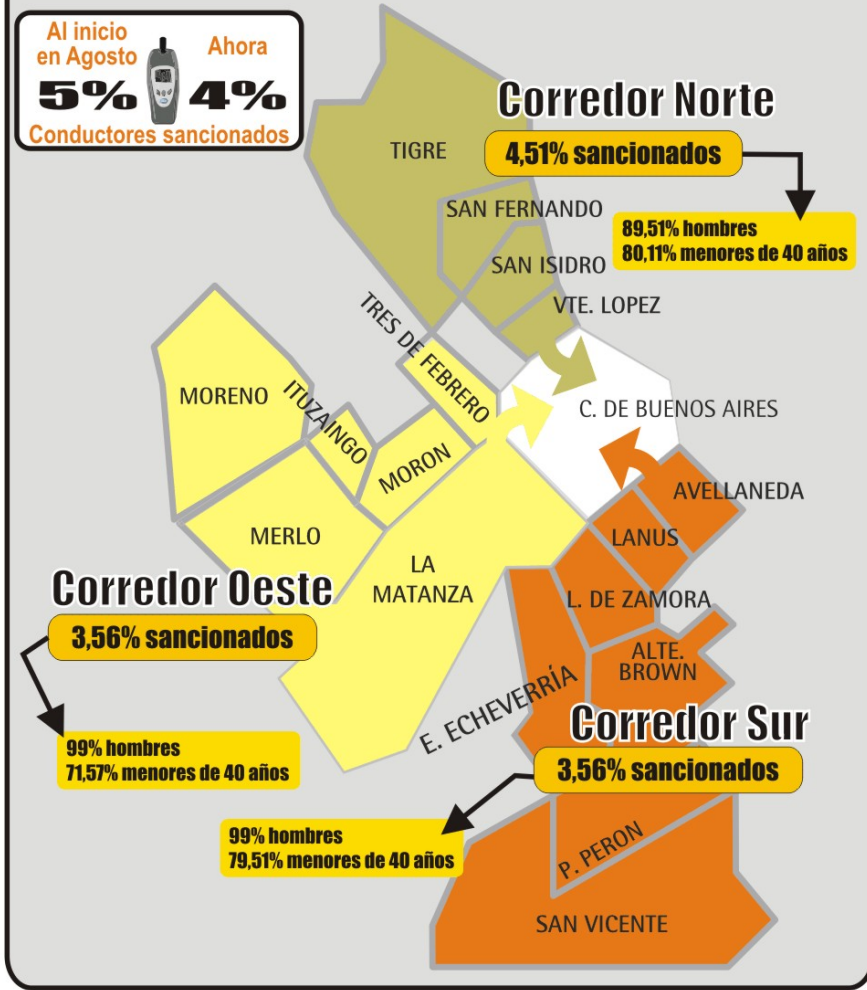 Al inicio
en Agosto
5%
Ahora
4%
Conductores sancionados
Corredor Norte
4,51% sancionados
89,51% hombres
80,11% menores de 40 años
TIGRE
SAN FERNANDO
SAN ISIDRO
VTE. LOPEZ
TRES DE FEBRERO
MORENO
ITUZAINGO
MORON
C. DE BUENOS AIRES
AVELLANEDA
MERLO
LANUS
LA
MATANZA
L. DE ZAMORA
Corredor Oeste
3,56% sancionados
99% hombres
71,57% menores de 40 años
ALTE.
BROWN
E. ECHEVERRÍA
Corredor Sur
3,56% sancionados
99% hombres
79,51% menores de 40 años
P. PERON
SAN VICENTE